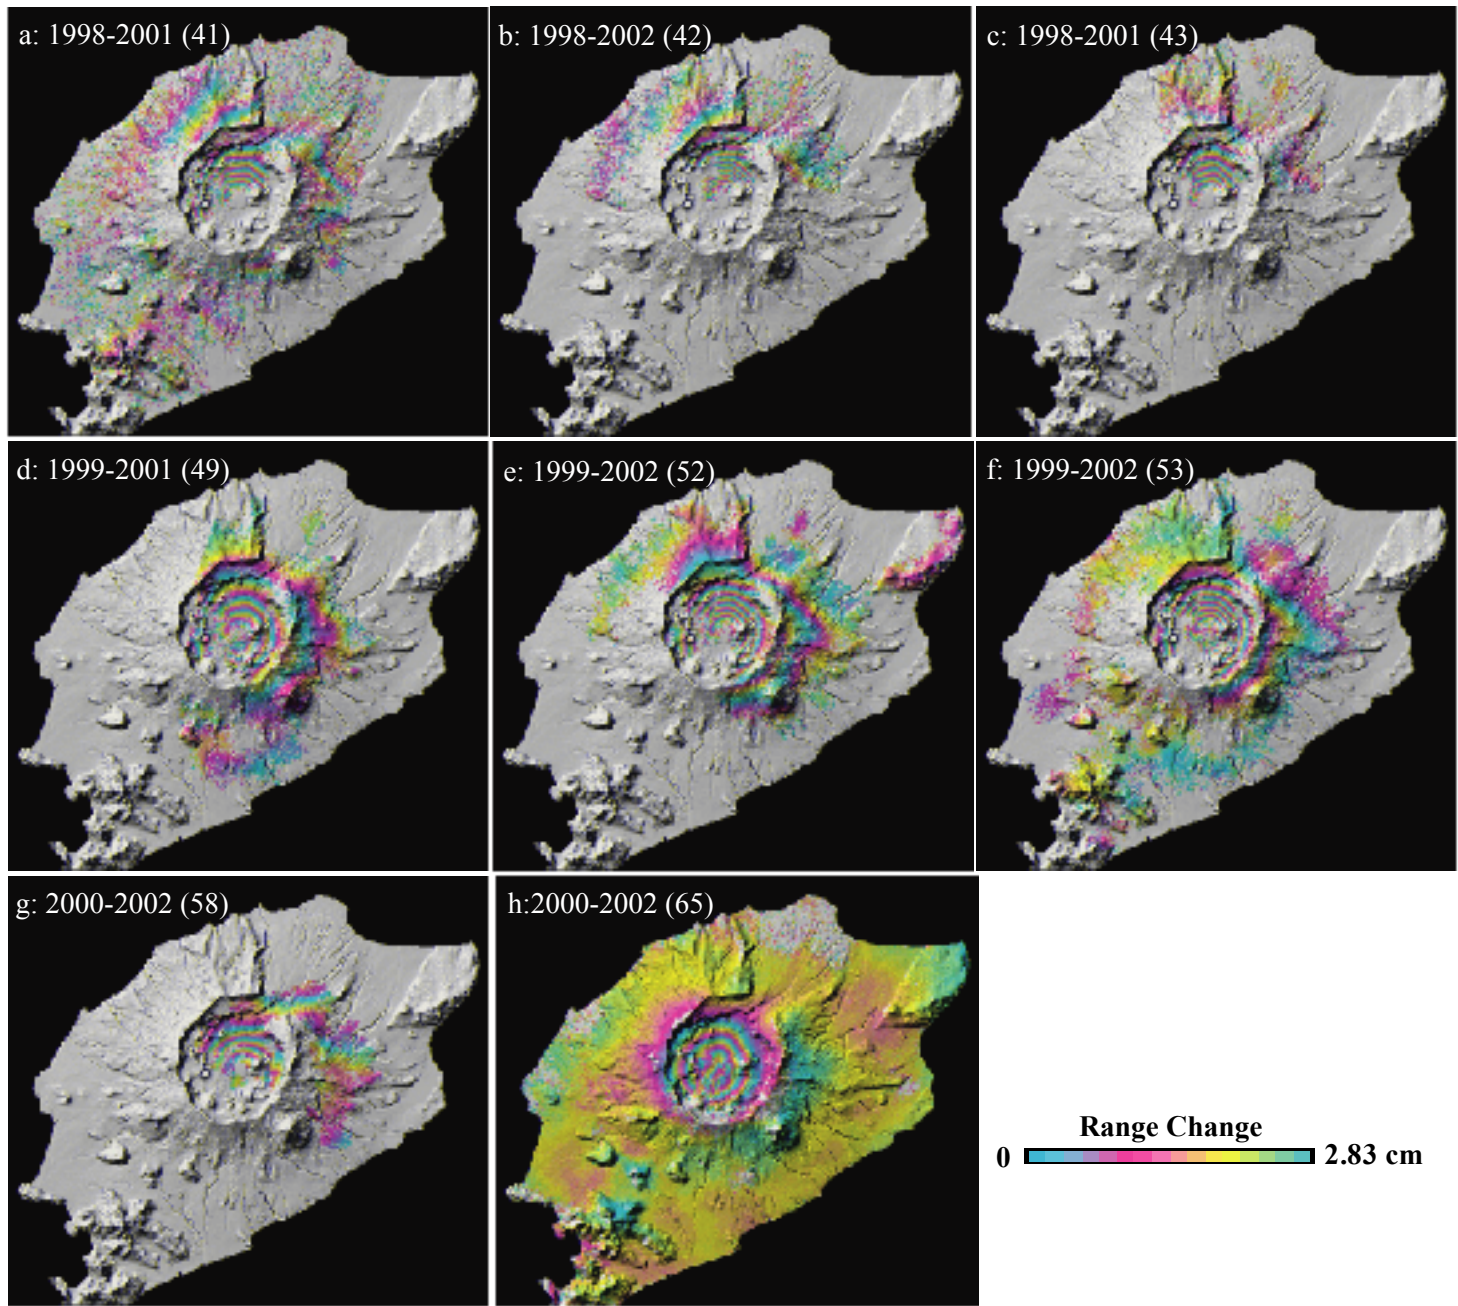 a: 1998-2001 (41)
b: 1998-2002 (42)
c: 1998-2001 (43)
d: 1999-2001 (49)
e: 1999-2002 (52)
f: 1999-2002 (53)
g: 2000-2002 (58)
h:2000-2002 (65)
Range Change
0 2.83 cm